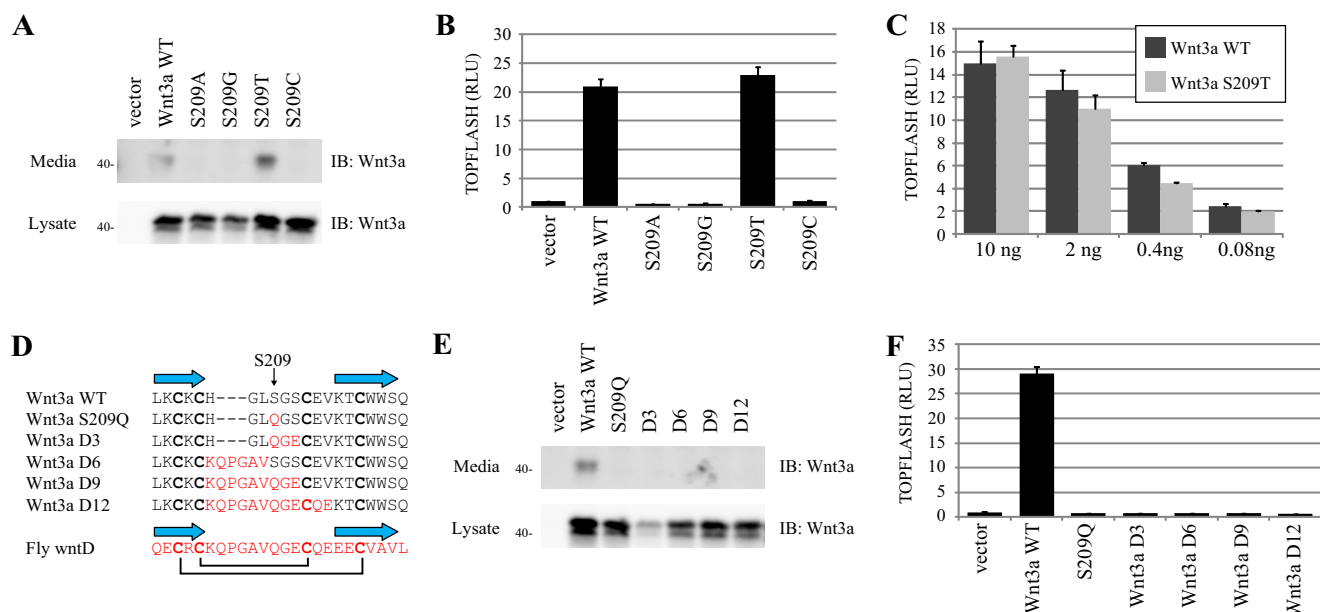 A
vector
Wnt3a WT
S209A
S209G
S209T
S209C
Media
40-
IB: Wnt3a
Lysate
40-
IB: Wnt3a
B
TOPFLASH (RLU)
30
25
20
15
10
5
0
vector
Wnt3a WT
S209A
S209G
S209T
S209C
C
TOPFLASH (RLU)
18
16
14
12
10
8
6
4
2
0
Wnt3a WT
Wnt3a S209T
10 ng
2 ng
0.4ng
0.08ng
D
S209
Wnt3a WT LKCKCH---GLSGSCEVKTCWWSQ
Wnt3a S209Q LKCKCH---GLQGSCEVKTCWWSQ
Wnt3a D3 LKCKCH---GLQGECEVKTCWWSQ
Wnt3a D6 LKCKCKQPGAVSGSCEVKTCWWSQ
Wnt3a D9 LKCKCKQPGAVQGECEVKTCWWSQ
Wnt3a D12 LKCKCKQPGAVQGECQEKTCWWSQ
Fly wntD QECRCKQPGAVQGECQEEECVAVL
E
vector
Wnt3a WT
S209Q
D3
D6
D9
D12
Media
40-
IB: Wnt3a
Lysate
40-
IB: Wnt3a
F
TOPFLASH (RLU)
35
30
25
20
15
10
5
0
vector
Wnt3a WT
S209Q
Wnt3a D3
Wnt3a D6
Wnt3a D9
Wnt3a D12